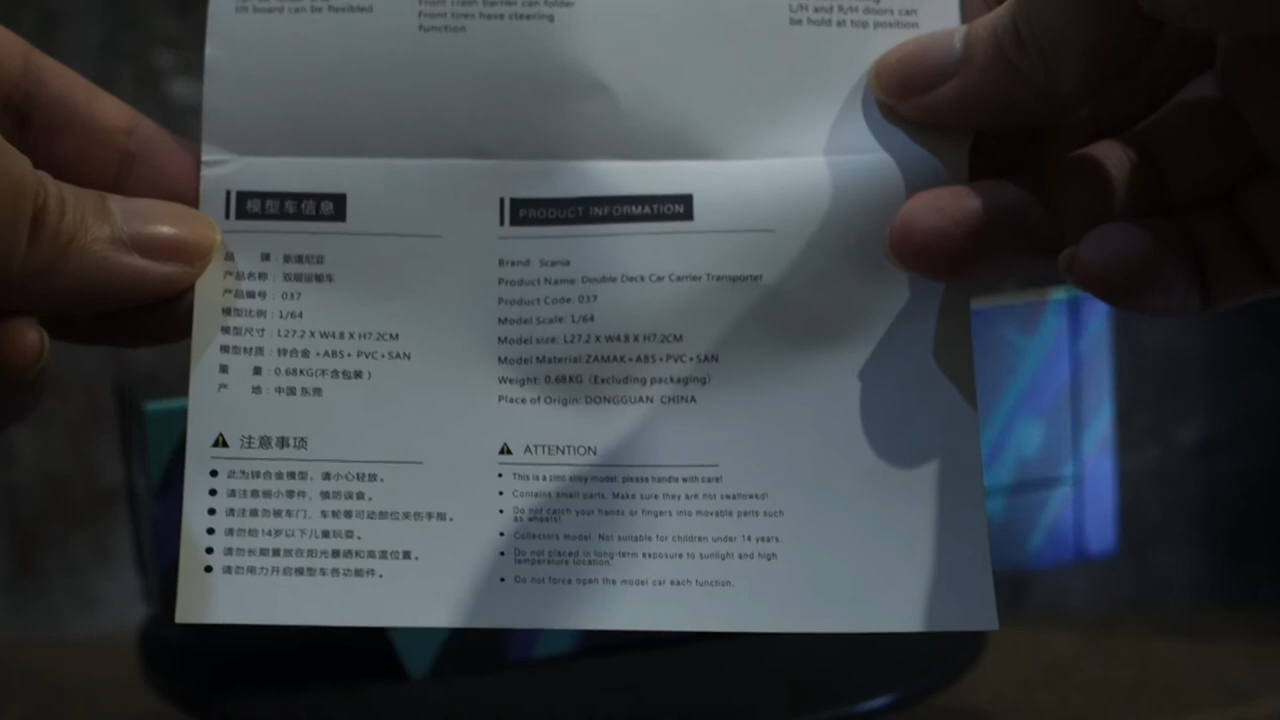 tilt board can be flexibled
Front crash barrier can folder
Front tires have steering
function
L/H and R/H doors can
be hold at top position
模型车信息
品 牌：斯堪尼亚
产品名称：双层运输车
产品编号：037
模型比例：1/64
模型尺寸：L27.2 X W4.8 X H7.2CM
模型材质：锌合金 +ABS+ PVC+SAN
重 量：0.68KG(不含包装)
产 地：中国 东莞
注意事项
此为锌合金模型，请小心轻放。
请注意细小零件，慎防误食。
请注意勿被车门，车轮等可动部位夹伤手指。
请勿给14岁以下儿童玩耍。
请勿长期置放在阳光暴晒和高温位置。
请勿用力开启模型车各功能件。
PRODUCT INFORMATION
Brand: Scania
Product Name: Double Deck Car Carrier Transporter
Product Code: 037
Model Scale: 1/64
Model size: L27.2 X W4.8 X H7.2CM
Model Material:ZAMAK+ABS+PVC+SAN
Weight: 0.68KG (Excluding packaging)
Place of Origin: DONGGUAN CHINA
ATTENTION
This is a zinc alloy model, please handle with care!
Contains small parts. Make sure they are not swallowed!
Do not catch your hands or fingers into movable parts such
as wheels!
Collectors model. Not suitable for children under 14 years.
Do not placed in long-term exposure to sunlight and high
temperature location.
Do not force open the model car each function.